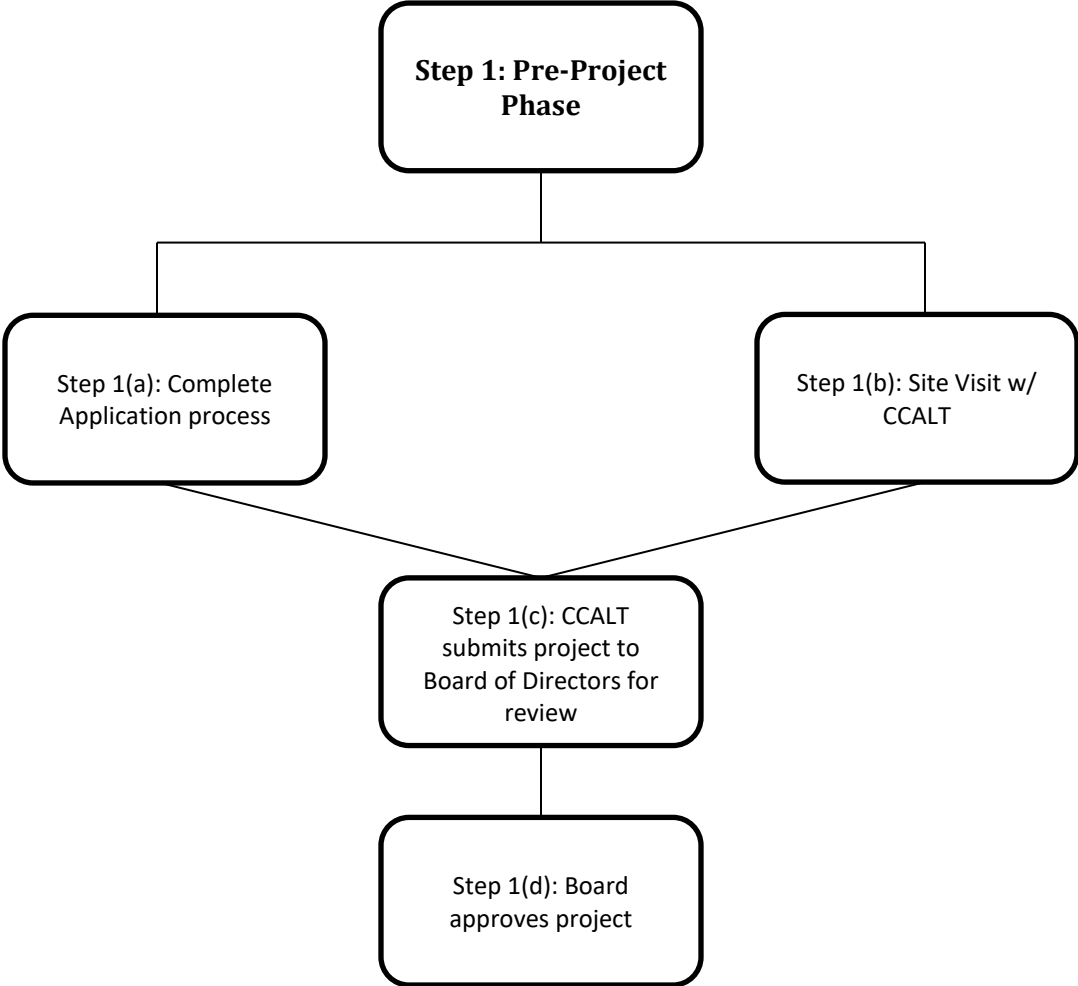 Step 1: Pre-Project
Phase
Step 1(a): Complete
Application process
Step 1(b): Site Visit w/
CCALT
Step 1(c): CCALT
submits project to
Board of Directors for
review
Step 1(d): Board
approves project